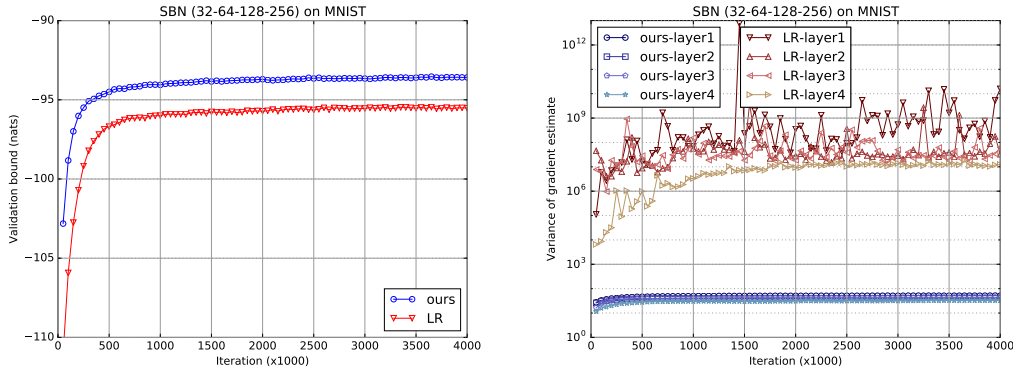 SBN (32-64-128-256) on MNIST
−90
−95
−100
−105
−110
Validation bound (mats)
0
500
1000
1500
2000
2500
3000
3500
4000
Iteration (x1000)
ours
LR
SBN (32-64-128-256) on MNIST
10^12
10^9
10^6
10^3
10^0
Variance of gradient estimate
0
500
1000
1500
2000
2500
3000
3500
4000
Iteration (x1000)
ours-layer1
ours-layer2
ours-layer3
ours-layer4
LR-layer1
LR-layer2
LR-layer3
LR-layer4